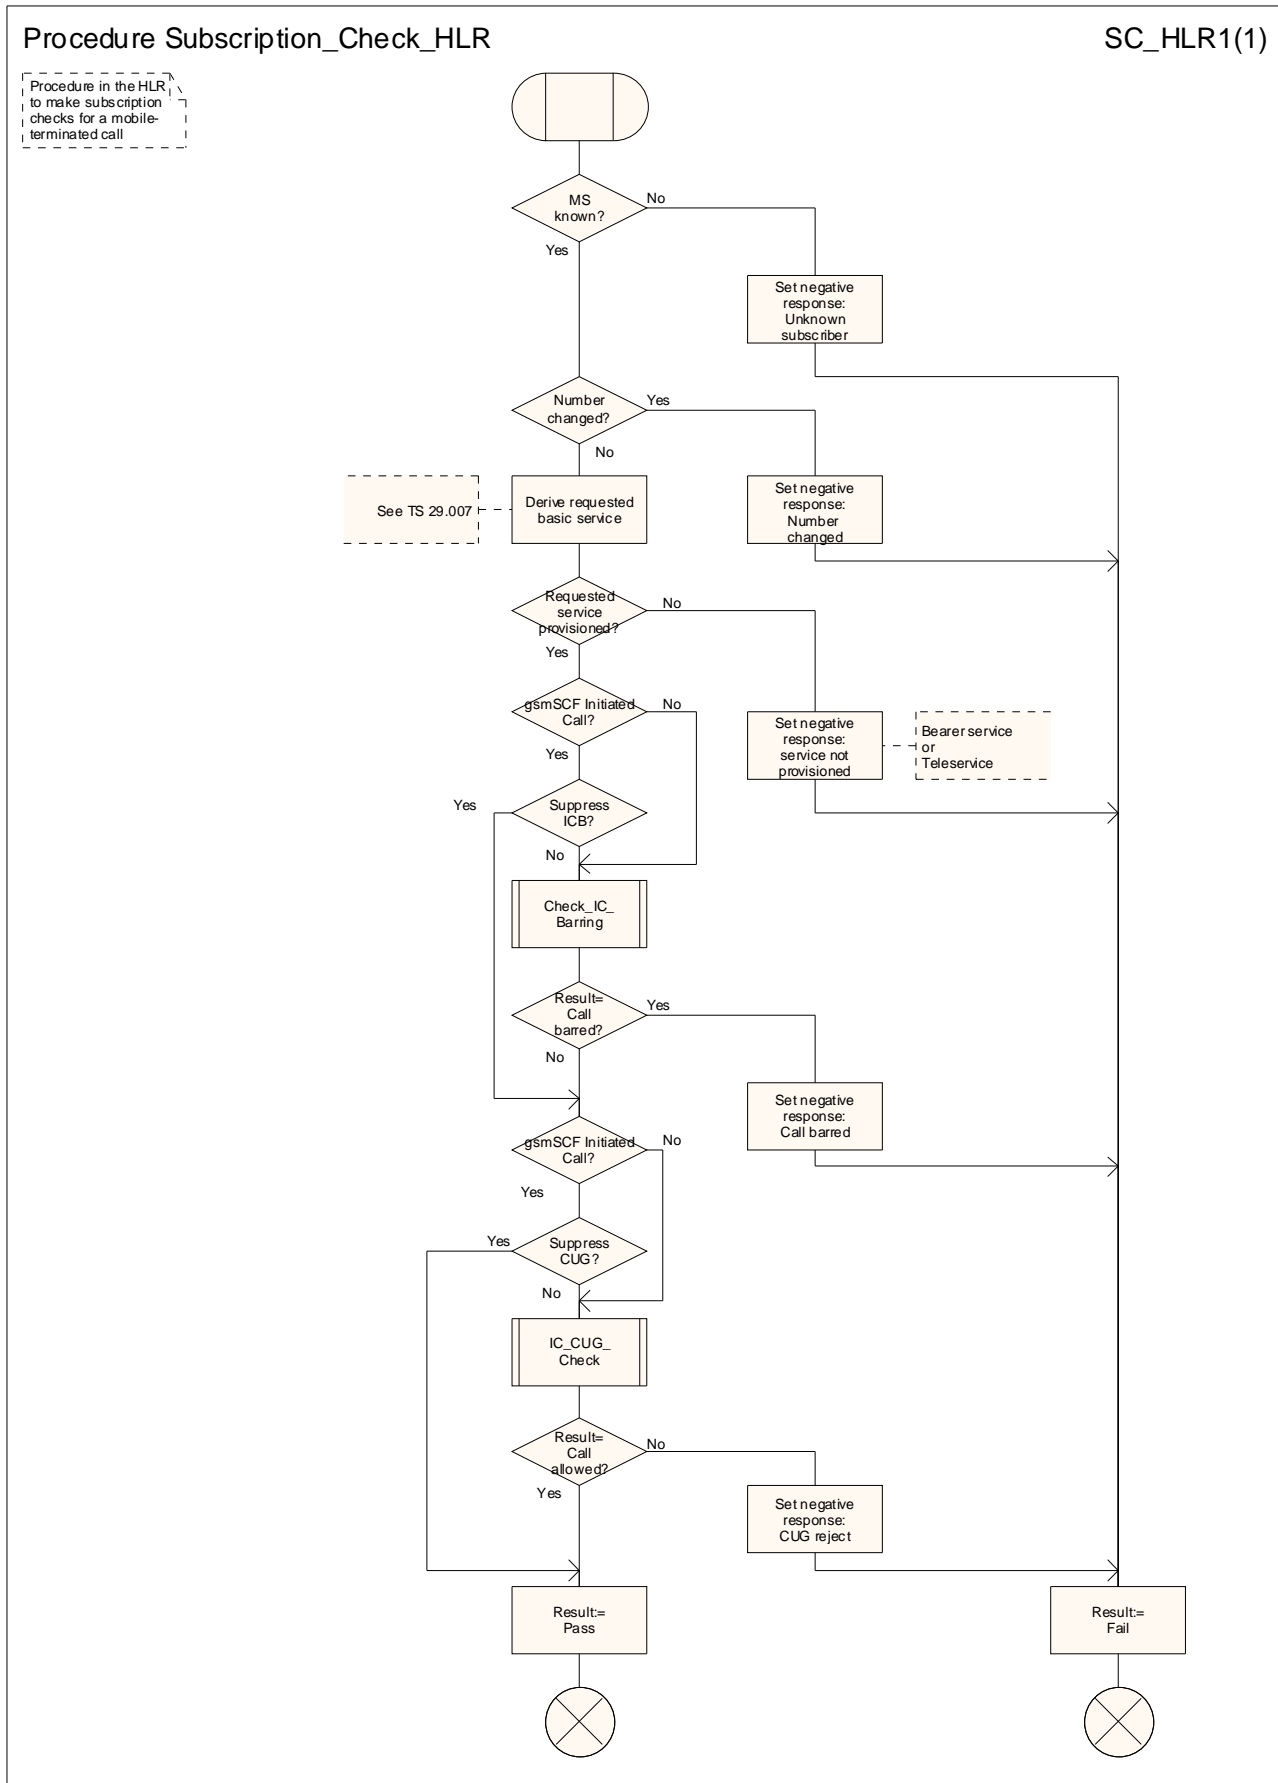 Procedure Subscription_Check_HLR
SC_HLR1(1)
Procedure in the HLR
to make subscription
checks for a mobile-
terminated call
MS
known?
No
Yes
Set negative
response:
Unknown
subscriber
Number
changed?
Yes
No
See TS 29.007
Derive requested
basic service
Set negative
response:
Number
changed
Requested
service
provisioned?
No
Yes
gsmSCF Initiated
Call?
No
Yes
Set negative
response:
service not
provisioned
Bearer service
or
Teleservice
Suppress
ICB?
Yes
No
Check_IC_
Barring
Result=
Call
barred?
Yes
No
Set negative
response:
Call barred
gsmSCF Initiated
Call?
No
Yes
Suppress
CUG?
Yes
No
IC_CUG_
Check
Result=
Call
allowed?
No
Yes
Set negative
response:
CUG reject
Result:=
Pass
Result:=
Fail